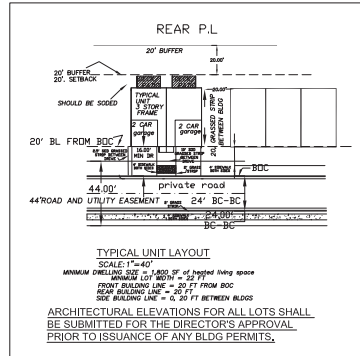 REAR P.L
20' BUFFER
20.00'
20' BUFFER
20'. SETBACK
20.00'
SHOULD BE SODED
TYPICAL
UNIT
3 STORY
FRAME
2 CAR
garage
2 CAR
garage
20, GRASSED STRIP
BETWEEN BLDG
20' BL FROM BOC
16.00'
MIN DR
BOC
private road
44.00'
44'ROAD AND UTILITY EASEMENT
24' BC-BC
24.00'
BC-BC
TYPICAL UNIT LAYOUT
SCALE:1"=40'
MINIMUM DWELLING SIZE = 1,800 SF of heated living space
MINIMUM LOT WIDTH = 22 FT
FRONT BUILDING LINE = 20 FT FROM BOC
REAR BUILDING LINE = 20 FT
SIDE BUILDING LINE = 0, 20 FT BETWEEN BLDGS
ARCHITECTURAL ELEVATIONS FOR ALL LOTS SHALL
BE SUBMITTED FOR THE DIRECTOR'S APPROVAL
PRIOR TO ISSUANCE OF ANY BLDG PERMITS.